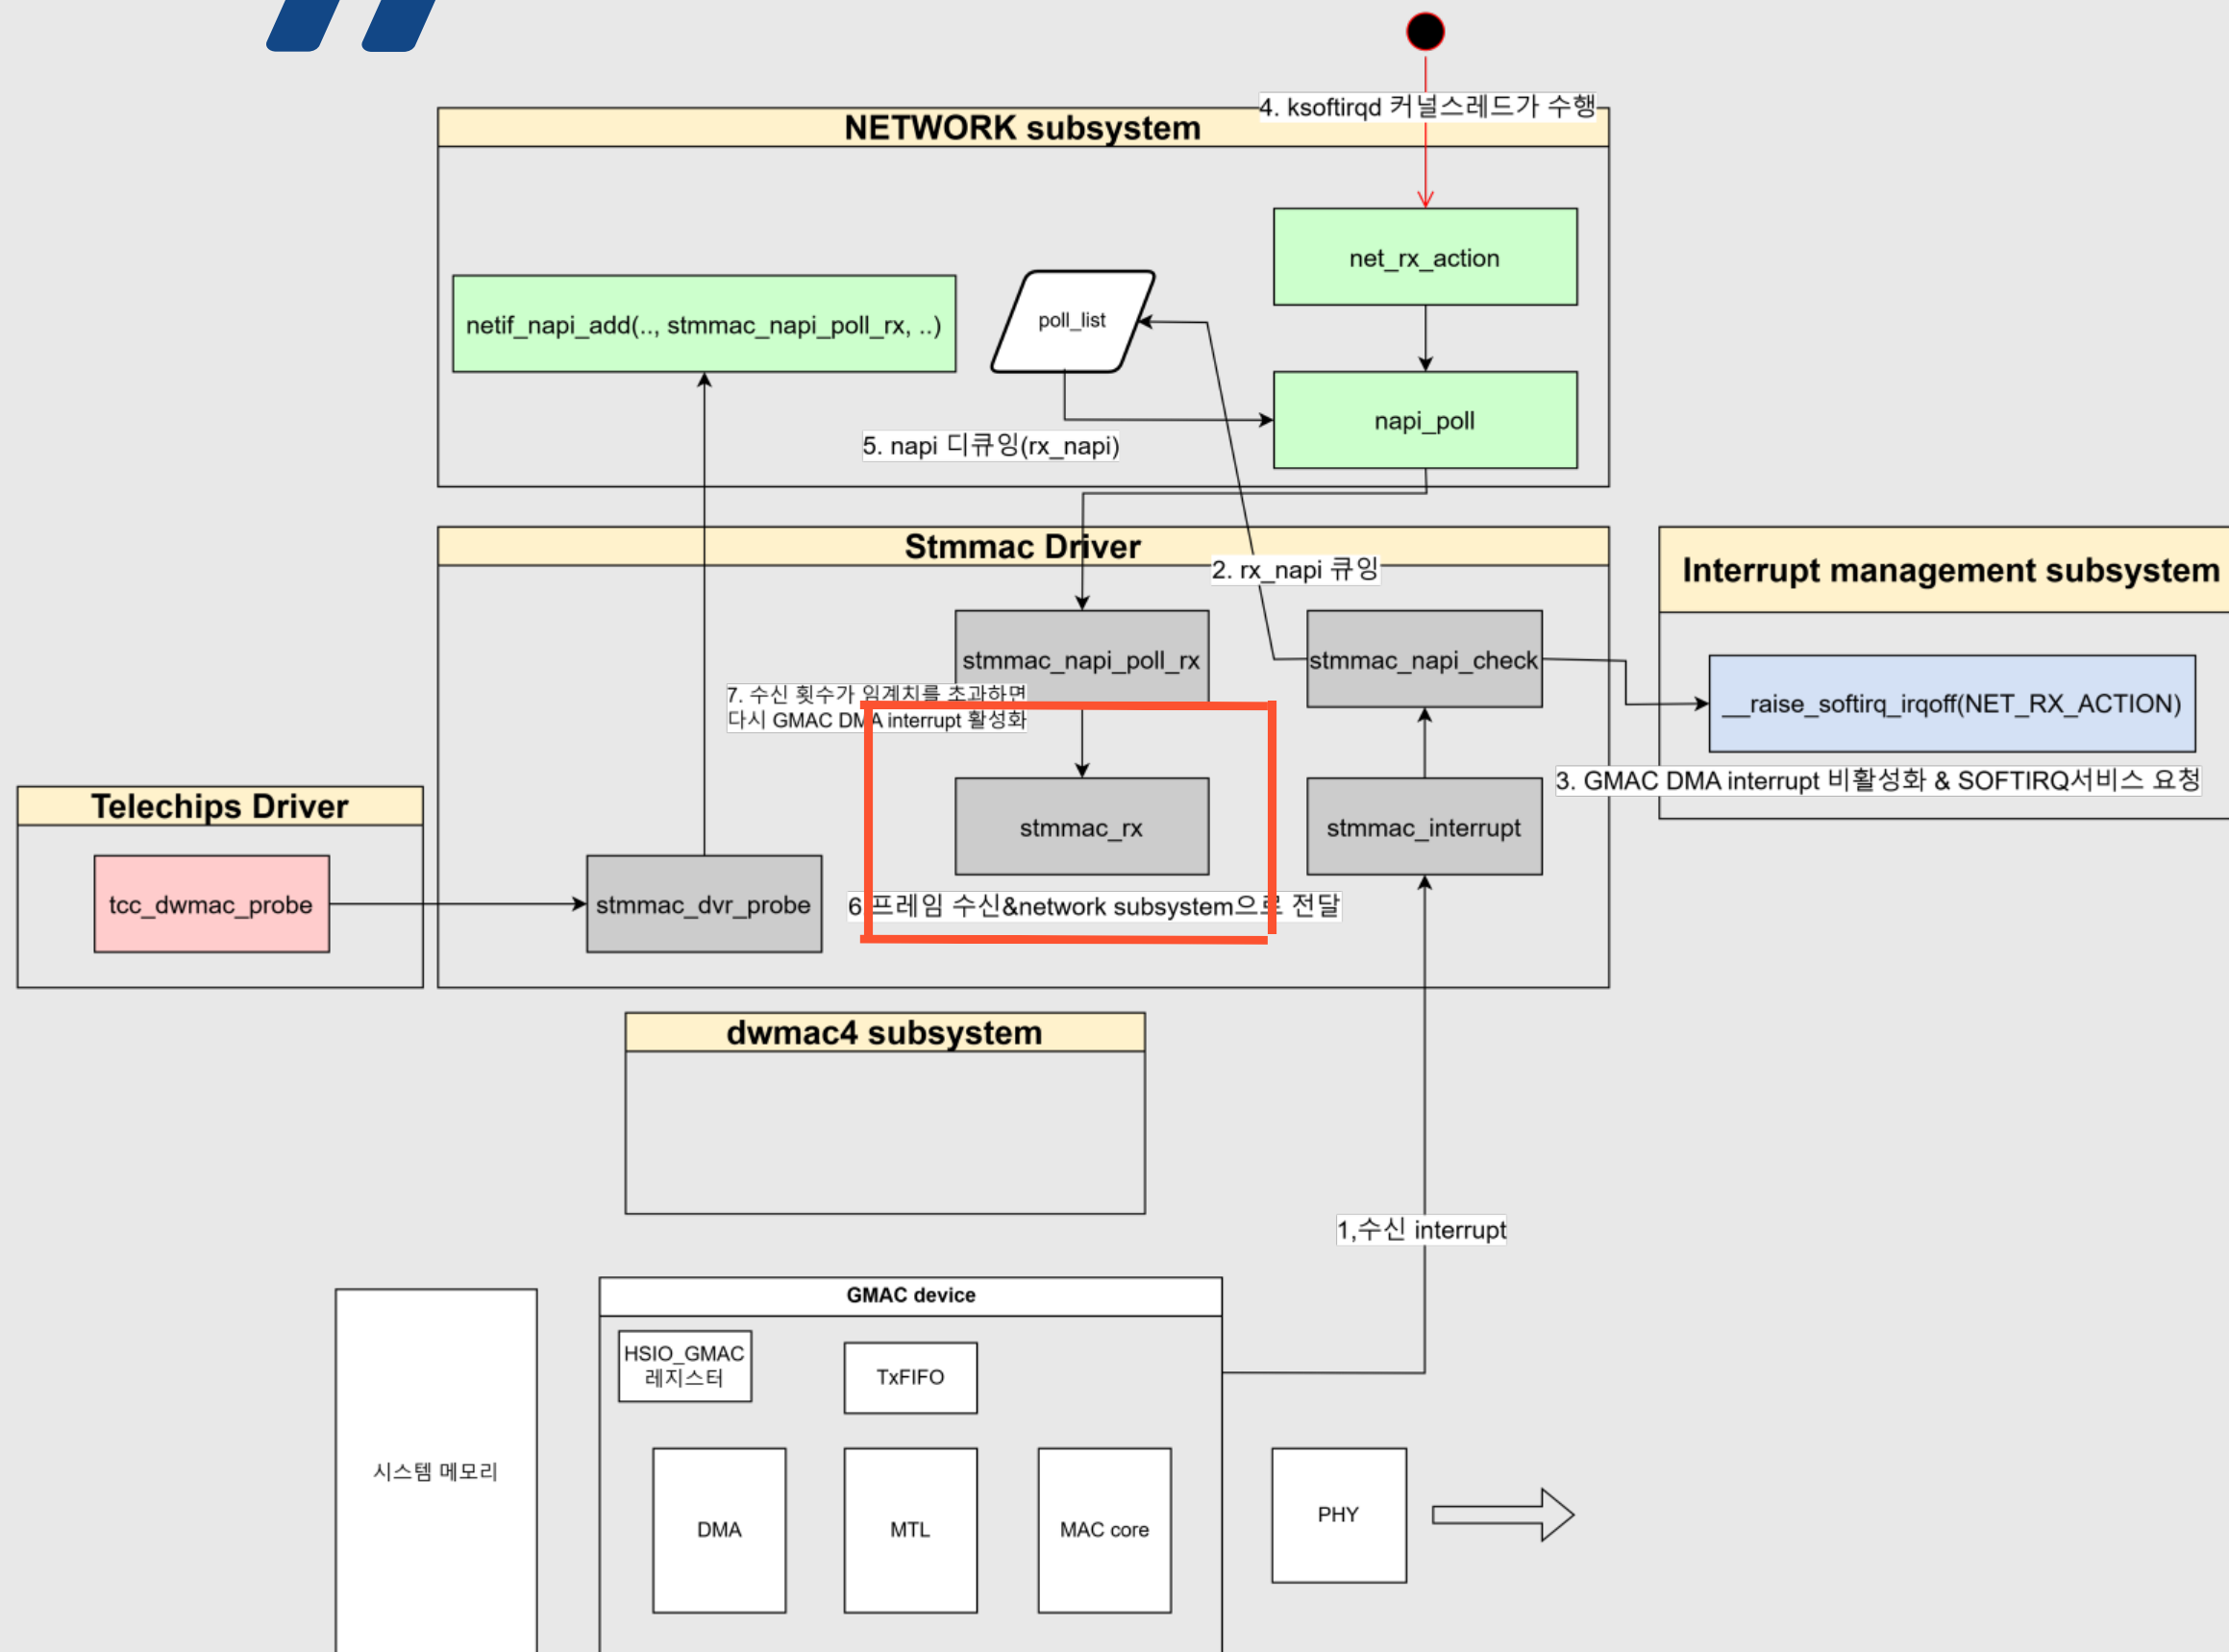 4. ksoftirqd 커널스레드가 수행
NETWORK subsystem
net_rx_action
netif_napi_add(.., stmmac_napi_poll_rx, ..)
poll_list
napi_poll
5. napi 디큐잉(rx_napi)
Stmmac Driver
2. rx_napi 큐잉
Interrupt management subsystem
stmmac_napi_poll_rx
stmmac_napi_check
__raise_softirq_irqoff(NET_RX_ACTION)
7. 수신 횟수가 임계치를 초과하면
다시 GMAC DMA interrupt 활성화
3. GMAC DMA interrupt 비활성화 & SOFTIRQ서비스 요청
Telechips Driver
stmmac_rx
stmmac_interrupt
tcc_dwmac_probe
stmmac_dvr_probe
6 프레임 수신&network subsystem으로 전달
dwmac4 subsystem
1,수신 interrupt
GMAC device
HSIO_GMAC
레지스터
TxFIFO
시스템 메모리
DMA
MTL
MAC core
PHY